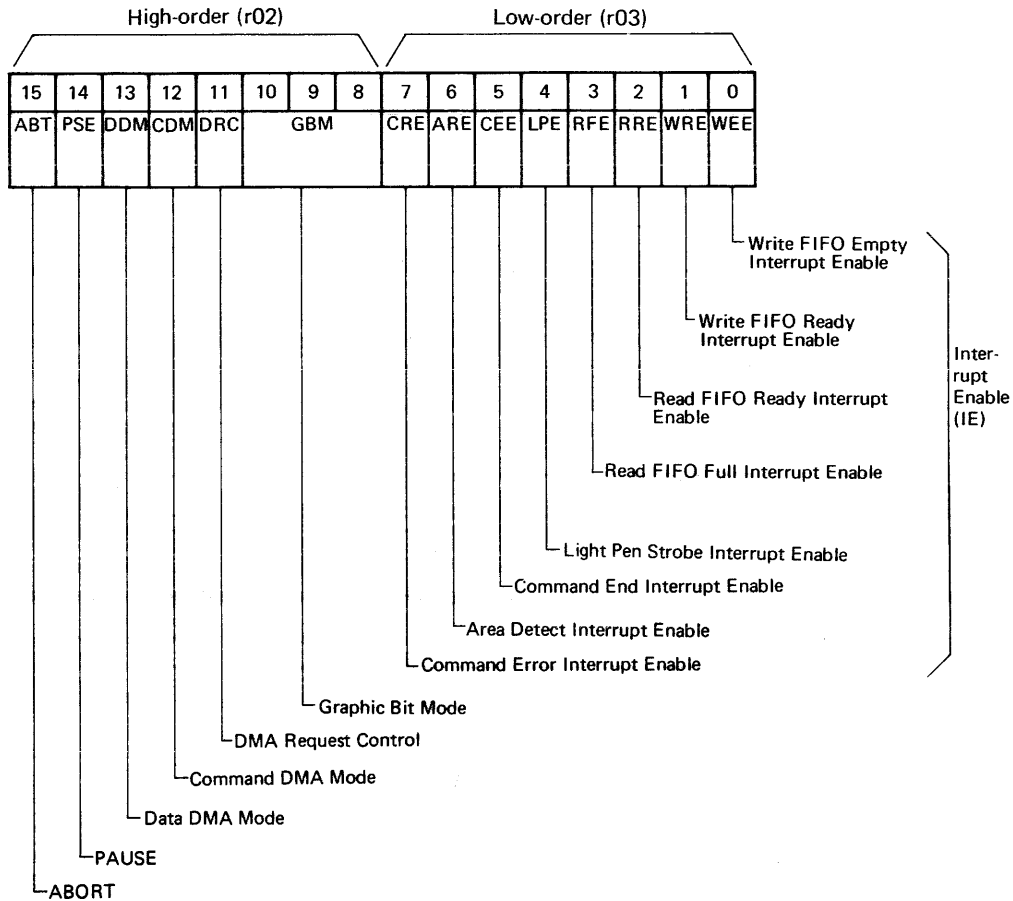 High-order (r02) Low-order (r03)
15 14 13 12 11 10 9 8 7 6 5 4 3 2 1 0
ABT PSE DDM CDM DRC GBM CRE ARE CEE LPE RFE RRE WRE WEE
Write FIFO Empty
Interrupt Enable
Write FIFO Ready
Interrupt Enable
Inter-
rupt
Enable
(IE)
Read FIFO Ready Interrupt
Enable
Read FIFO Full Interrupt Enable
Light Pen Strobe Interrupt Enable
Command End Interrupt Enable
Area Detect Interrupt Enable
Command Error Interrupt Enable
Graphic Bit Mode
DMA Request Control
Command DMA Mode
Data DMA Mode
PAUSE
ABORT